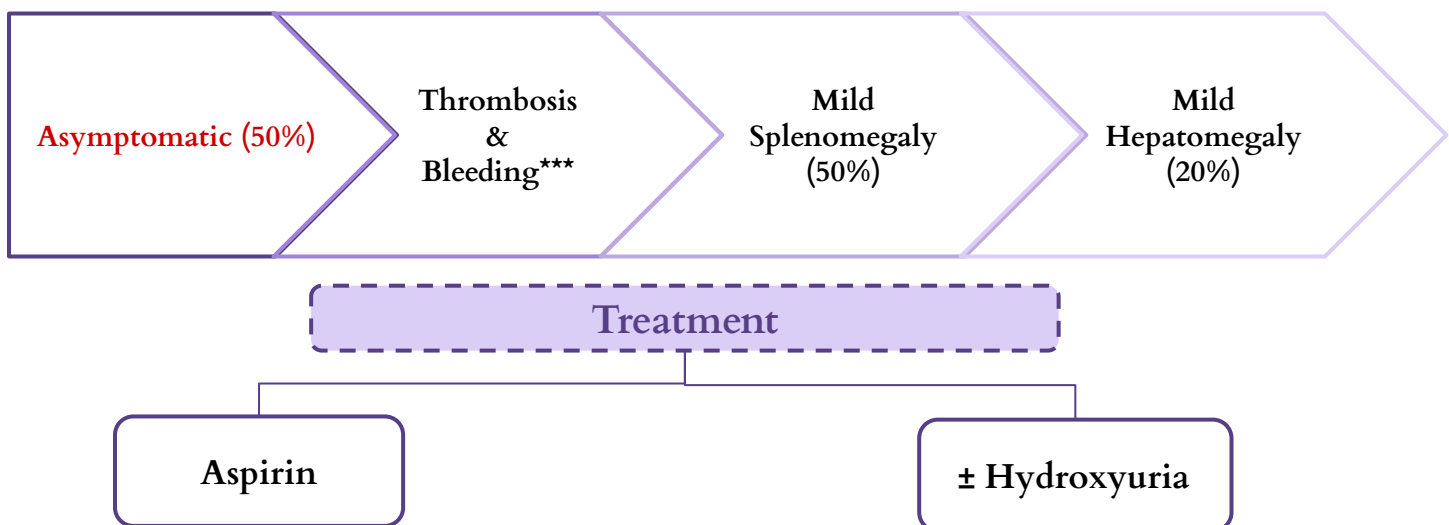 Asymptomatic (50%)
Thrombosis
&
Bleeding***
Mild
Splenomegaly
(50%)
Mild
Hepatomegaly
(20%)
Treatment
Aspirin
± Hydroxyuria